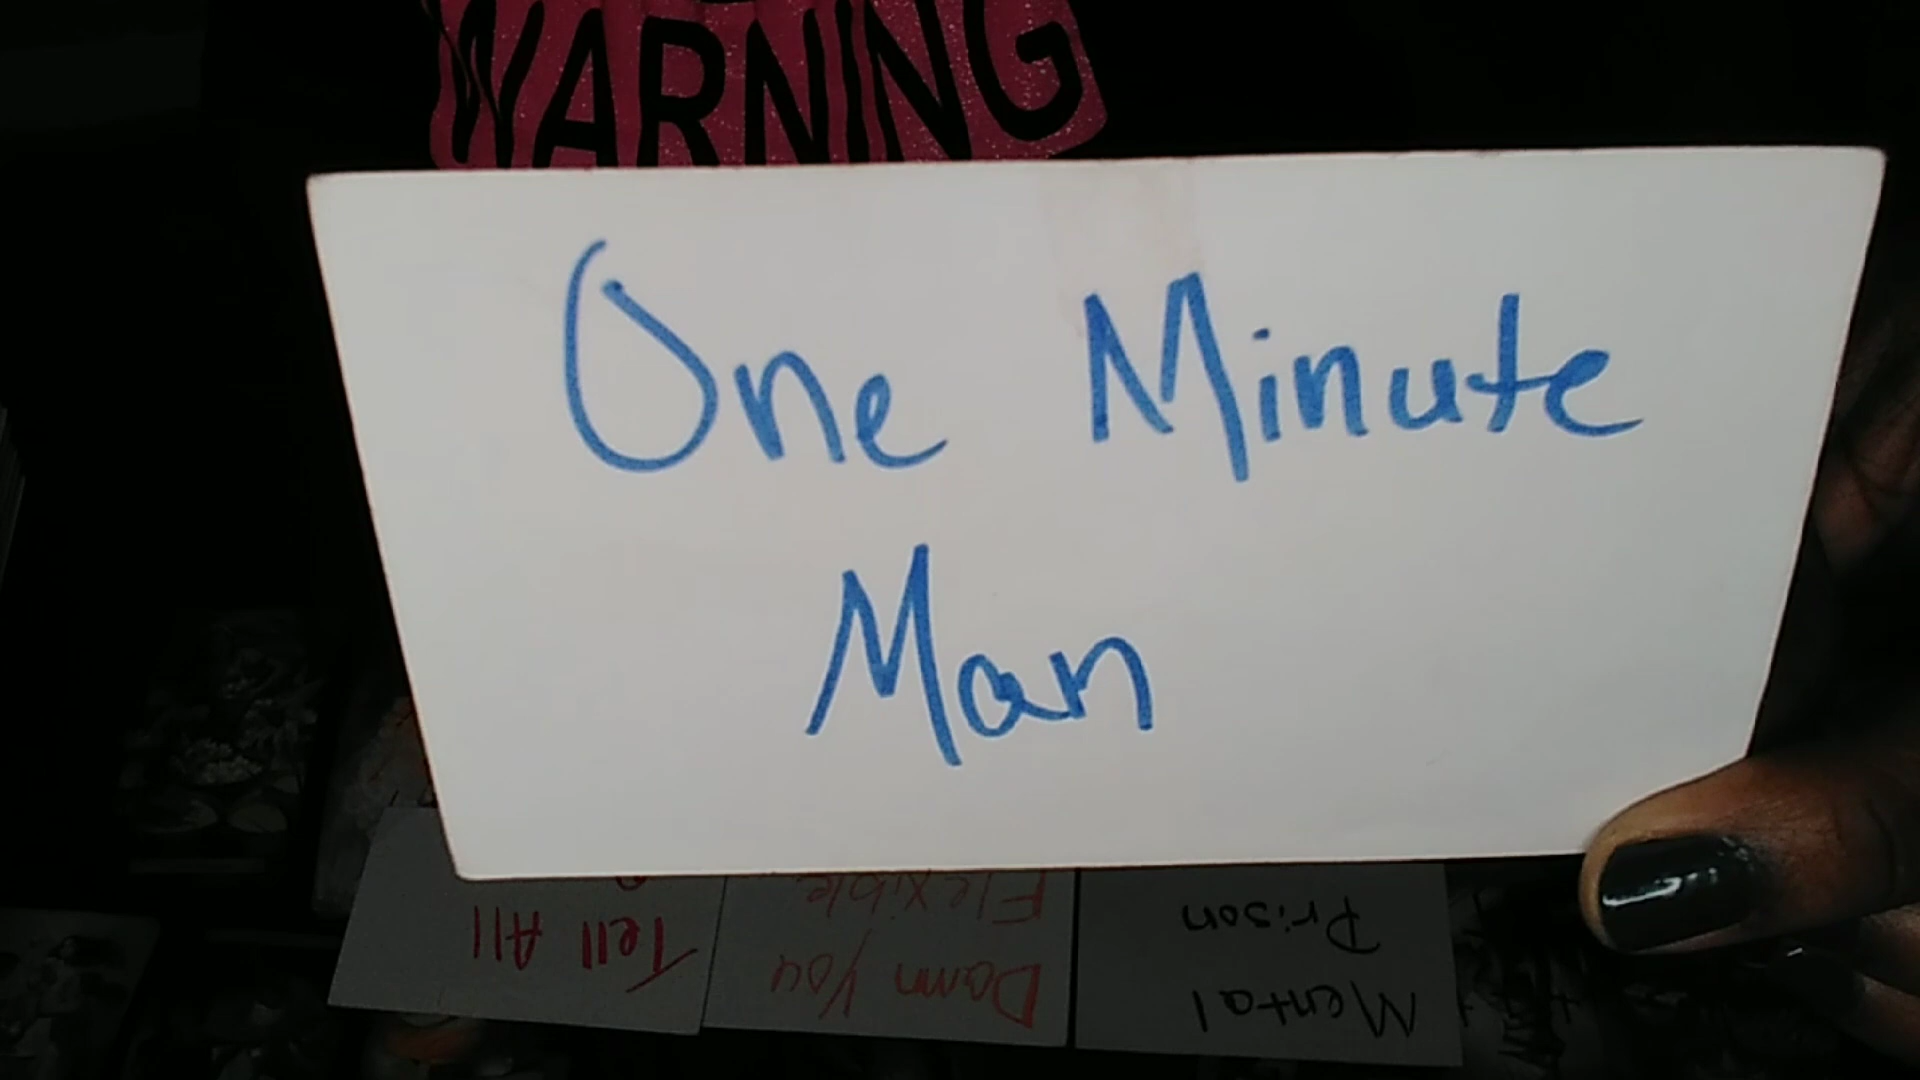 WARNING
One Minute
Man
Tell All
Damn You
Flexible
Mental
Prison